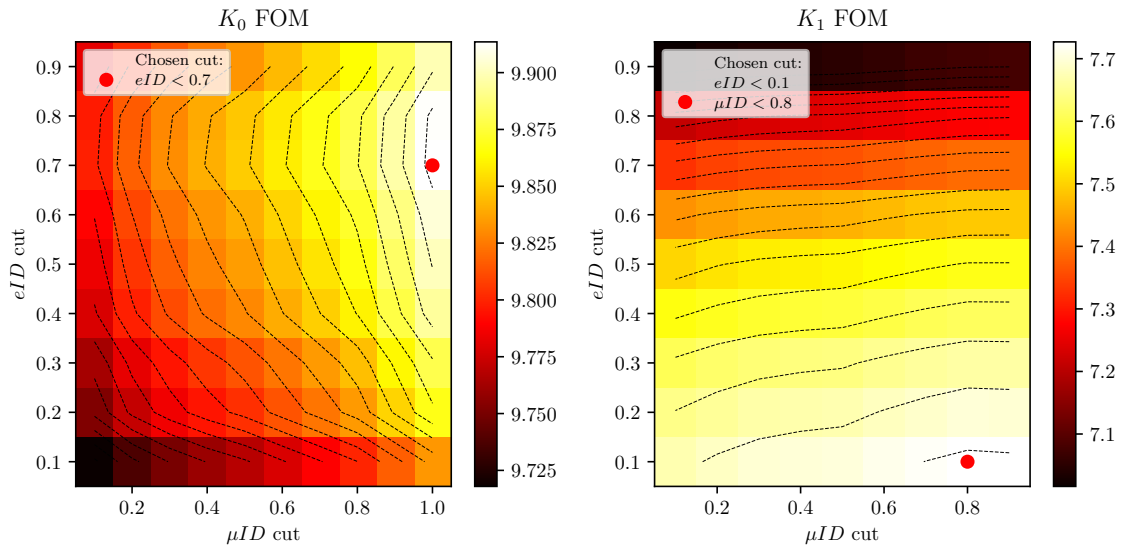 K₀ FOM
Chosen cut:
eID < 0.7
eID cut
0.9
0.8
0.7
0.6
0.5
0.4
0.3
0.2
0.1
0.2 0.4 0.6 0.8 1.0
μID cut
9.900
9.875
9.850
9.825
9.800
9.775
9.750
9.725
K₁ FOM
Chosen cut:
eID < 0.1
μID < 0.8
eID cut
0.9
0.8
0.7
0.6
0.5
0.4
0.3
0.2
0.1
0.2 0.4 0.6 0.8
μID cut
7.7
7.6
7.5
7.4
7.3
7.2
7.1